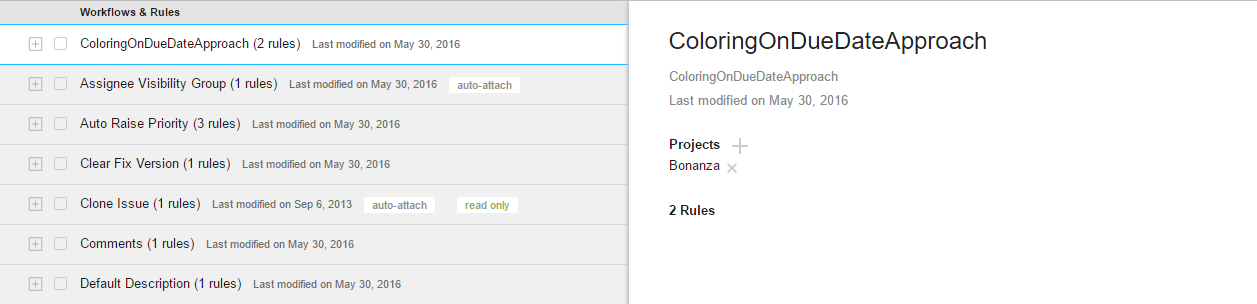 Workflows & Rules
ColoringOnDueDateApproach (2 rules) Last modified on May 30, 2016
Assignee Visibility Group (1 rules) Last modified on May 30, 2016 auto-attach
Auto Raise Priority (3 rules) Last modified on May 30, 2016
Clear Fix Version (1 rules) Last modified on May 30, 2016
Clone Issue (1 rules) Last modified on Sep 6, 2013 auto-attach read only
Comments (1 rules) Last modified on May 30, 2016
Default Description (1 rules) Last modified on May 30, 2016
ColoringOnDueDateApproach
ColoringOnDueDateApproach
Last modified on May 30, 2016
Projects
Bonanza
2 Rules